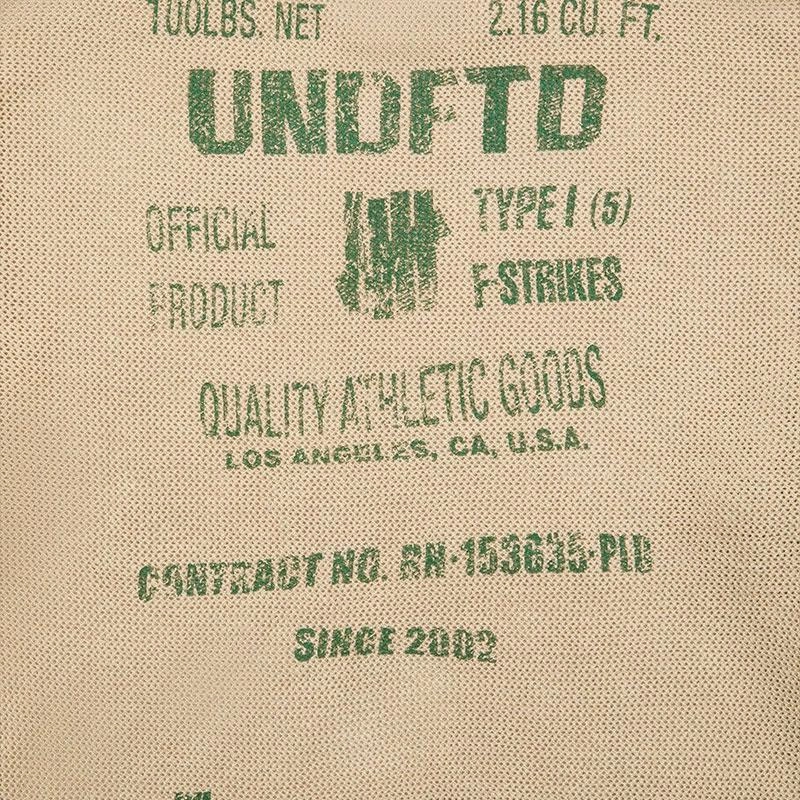 100LBS. NET 2.16 CU. FT.
UNDFTD
OFFICIAL TYPE I (5)
PRODUCT F-STRIKES
QUALITY ATHLETIC GOODS
LOS ANGELES, CA, U.S.A.
CONTRACT NO. RN-153635-PLB
SINCE 2002